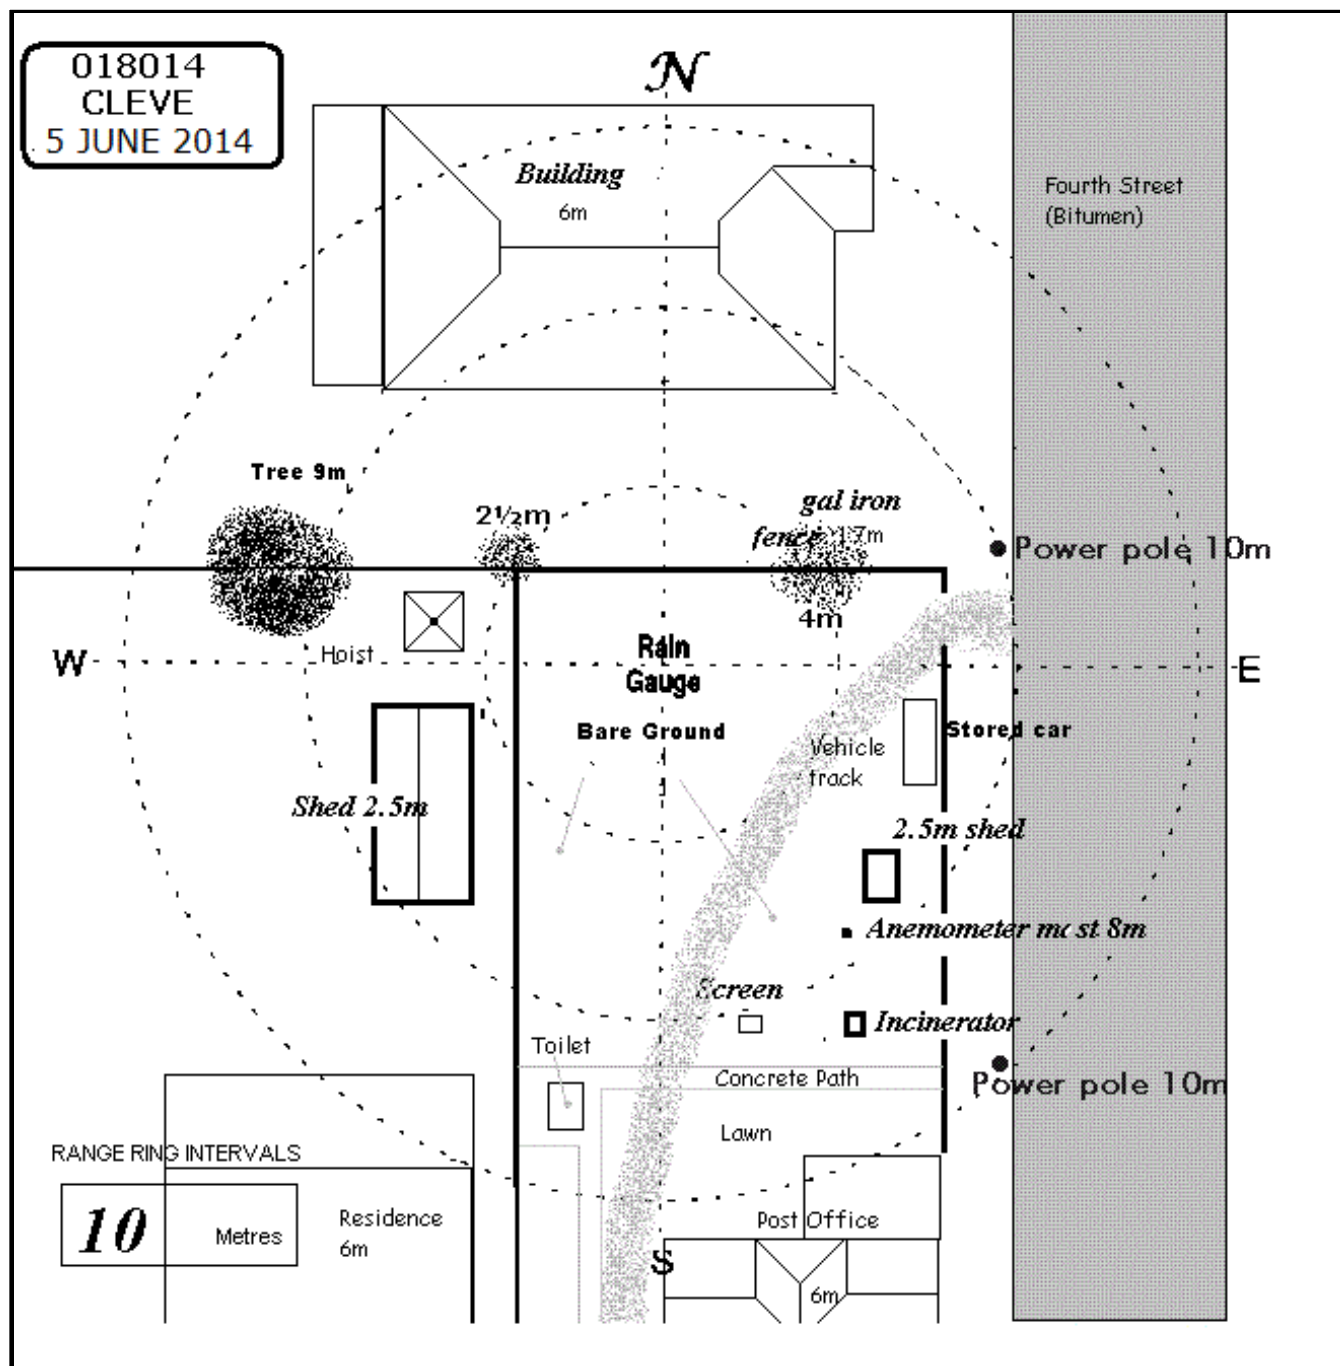 018014
CLEVE
5 JUNE 2014
N
Building
6m
Fourth Street
(Bitumen)
Tree 9m
2½m
gal iron
fence 1.7m
Power pole 10m
4m
Hoist
Rain
Gauge
W
E
Bare Ground
Stored car
Vehicle
track
Shed 2.5m
2.5m shed
Anemometer mast 8m
Screen
Incinerator
Toilet
Concrete Path
Power pole 10m
Lawn
RANGE RING INTERVALS
10 Metres
Residence
6m
Post Office
S
6m